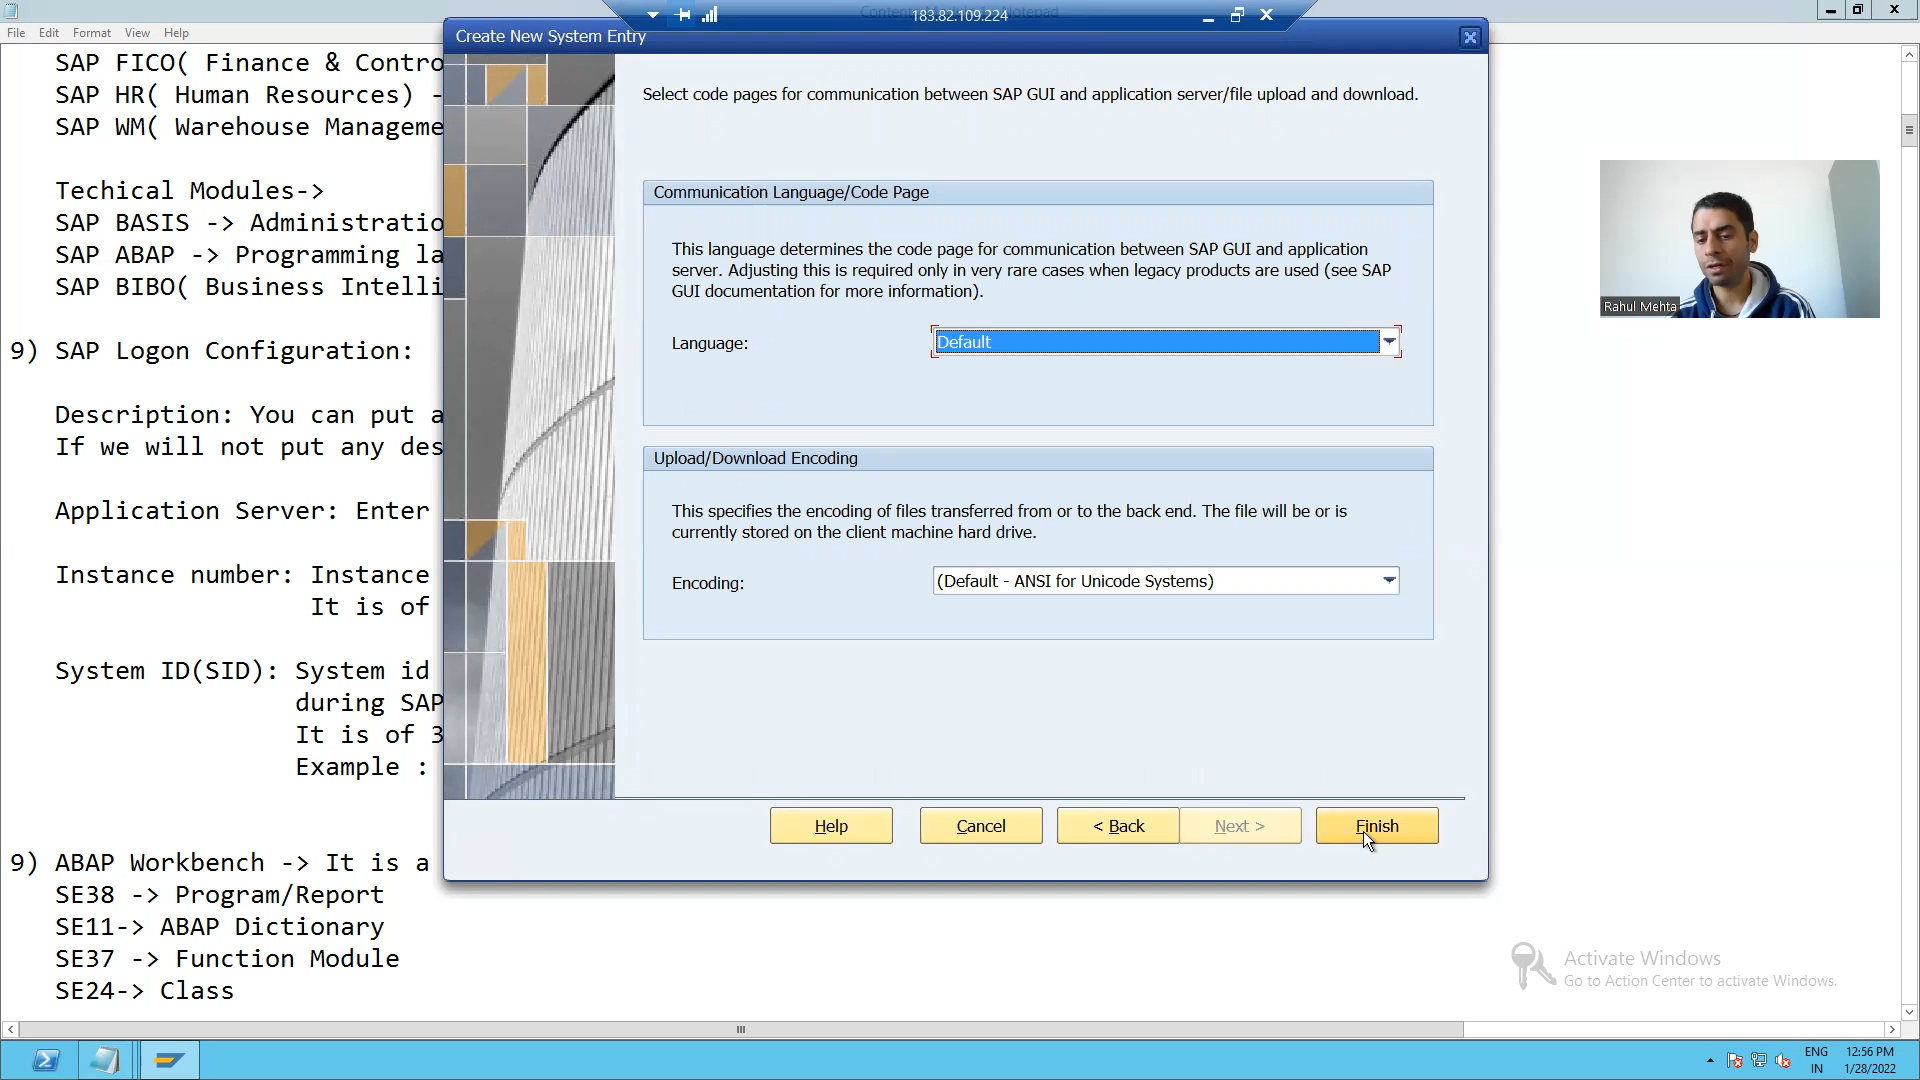 183.82.109.224
File Edit Format View Help
SAP FICO( Finance & Contro
SAP HR( Human Resources) -
SAP WM( Warehouse Manageme
Techical Modules->
SAP BASIS -> Administratio
SAP ABAP -> Programming la
SAP BIBO( Business Intelli
9) SAP Logon Configuration:
Description: You can put a
If we will not put any des
Application Server: Enter
Instance number: Instance
It is of
System ID(SID): System id
during SAP
It is of 3
Example :
9) ABAP Workbench -> It is a
SE38 -> Program/Report
SE11-> ABAP Dictionary
SE37 -> Function Module
SE24-> Class
Create New System Entry
Select code pages for communication between SAP GUI and application server/file upload and download.
Communication Language/Code Page
This language determines the code page for communication between SAP GUI and application
server. Adjusting this is required only in very rare cases when legacy products are used (see SAP
GUI documentation for more information).
Language: Default
Upload/Download Encoding
This specifies the encoding of files transferred from or to the back end. The file will be or is
currently stored on the client machine hard drive.
Encoding: (Default - ANSI for Unicode Systems)
Help Cancel < Back Next > Finish
Rahul Mehta
Activate Windows
Go to Action Center to activate Windows.
ENG 12:56 PM
IN 1/28/2022